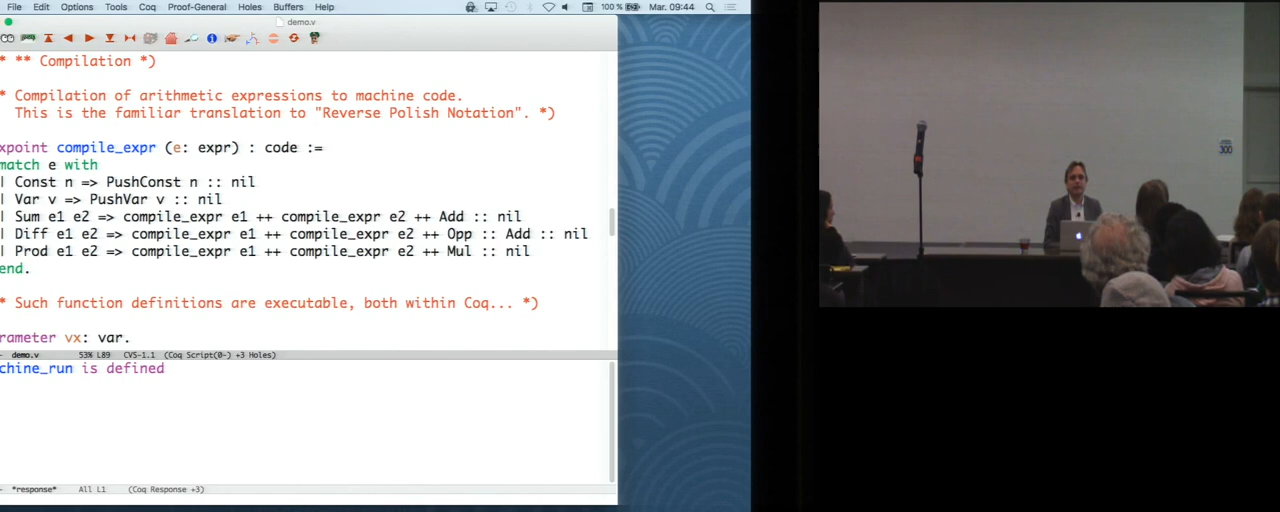 File Edit Options Tools Coq Proof-General Holes Buffers Help 100 % Mar. 09:44
demo.v
* ** Compilation *)
* Compilation of arithmetic expressions to machine code.
This is the familiar translation to "Reverse Polish Notation". *)
xpoint compile_expr (e: expr) : code :=
match e with
| Const n => PushConst n :: nil
| Var v => PushVar v :: nil
| Sum e1 e2 => compile_expr e1 ++ compile_expr e2 ++ Add :: nil
| Diff e1 e2 => compile_expr e1 ++ compile_expr e2 ++ Opp :: Add :: nil
| Prod e1 e2 => compile_expr e1 ++ compile_expr e2 ++ Mul :: nil
end.
* Such function definitions are executable, both within Coq... *)
rameter vx: var.
- demo.v 53% L89 CVS-1.1 (Coq Script(0-) +3 Holes)
chine_run is defined
- *response* All L1 (Coq Response +3)
300